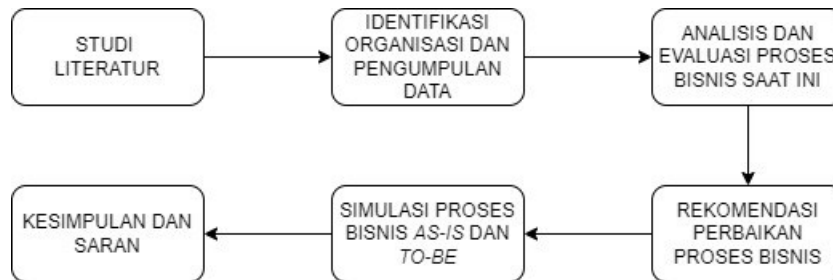 STUDI
LITERATUR
IDENTIFIKASI
ORGANISASI DAN
PENGUMPULAN
DATA
ANALISIS DAN
EVALUASI PROSES
BISNIS SAAT INI
REKOMENDASI
PERBAIKAN
PROSES BISNIS
SIMULASI PROSES
BISNIS AS-IS DAN
TO-BE
KESIMPULAN DAN
SARAN